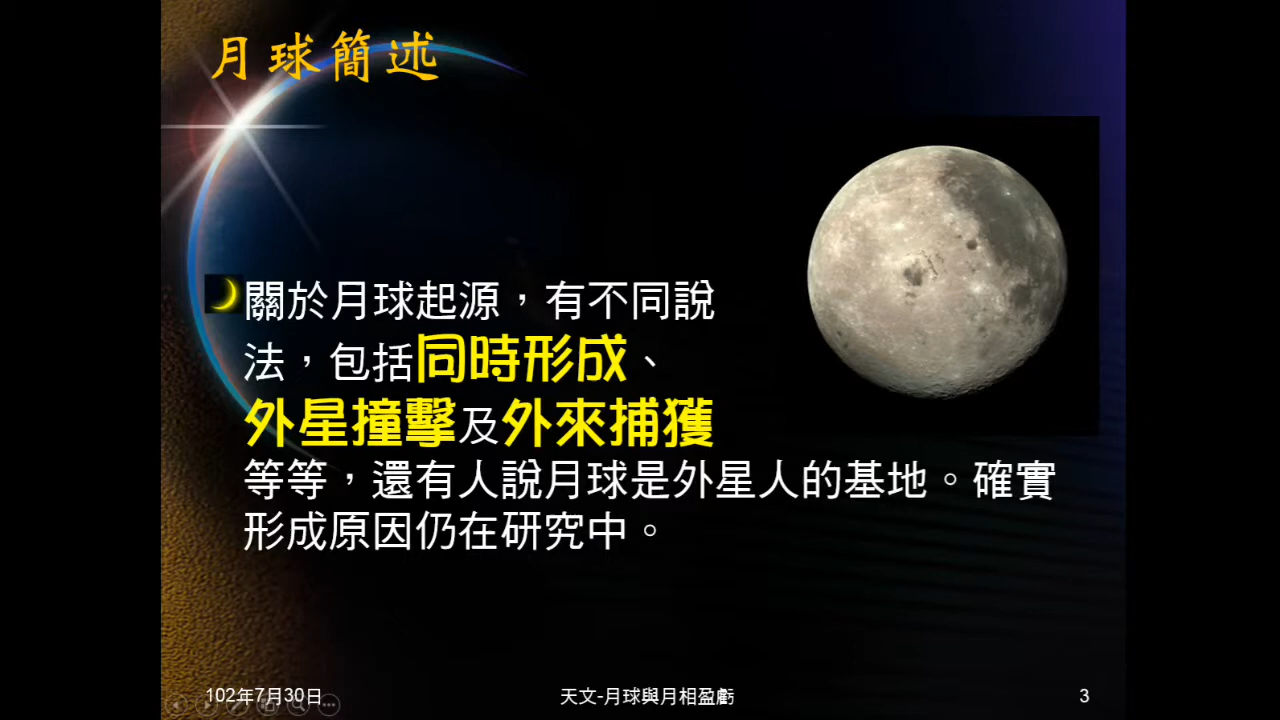 月球簡述
關於月球起源，有不同說
法，包括同時形成、
外星撞擊及外來捕獲
等等，還有人說月球是外星人的基地。確實
形成原因仍在研究中。
102年7月30日
天文-月球與月相盈虧
3